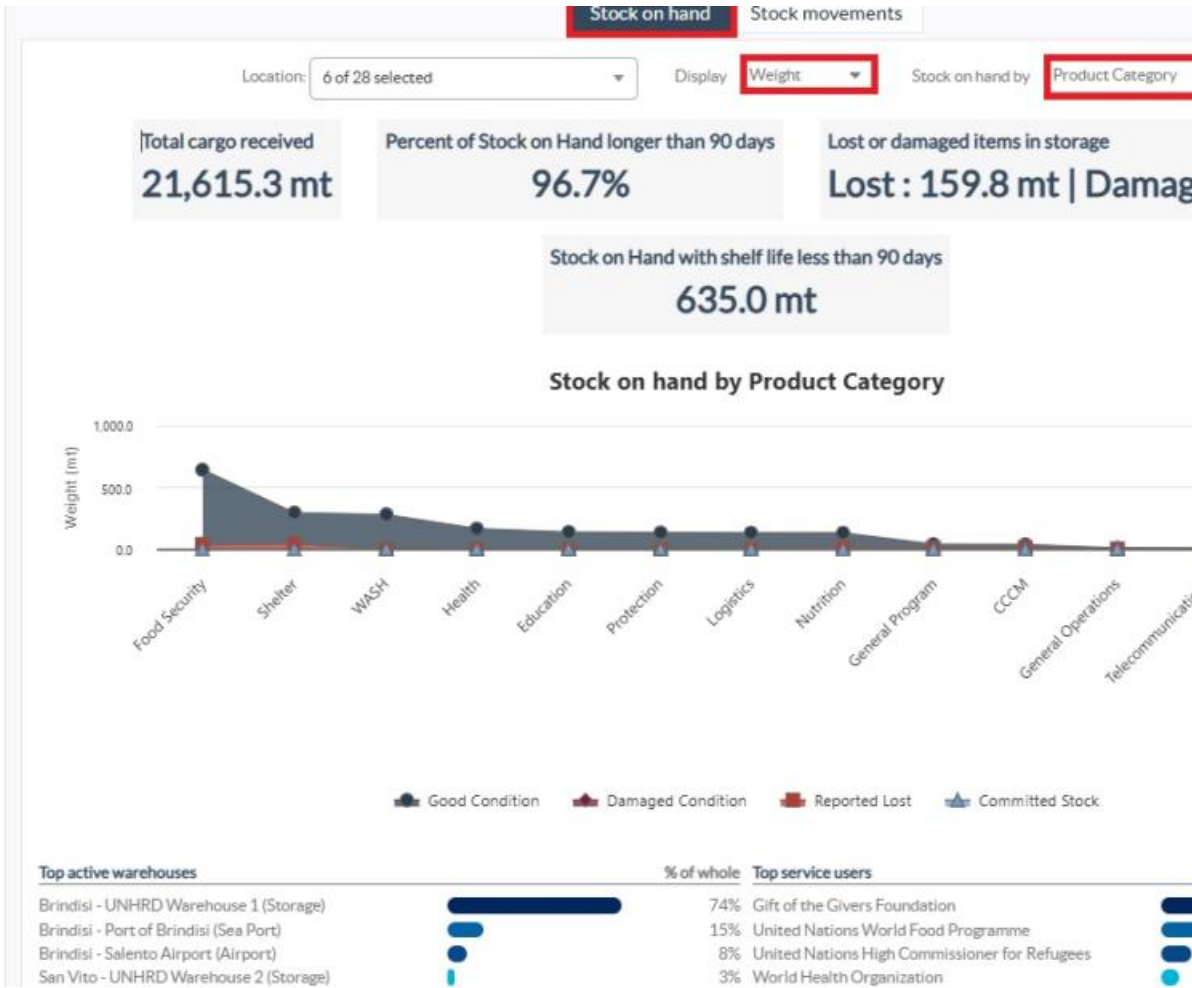 Stock on hand Stock movements
Location: 6 of 28 selected Display Weight Stock on hand by Product Category
Total cargo received Percent of Stock on Hand longer than 90 days Lost or damaged items in storage
21,615.3 mt 96.7% Lost : 159.8 mt | Damag
Stock on Hand with shelf life less than 90 days
635.0 mt
Stock on hand by Product Category
Weight (mt)
1,000.0
500.0
0.0
Food Security Shelter WASH Health Education Protection Logistics Nutrition General Program CCCM General Operations Telecommunicatio
Good Condition Damaged Condition Reported Lost Committed Stock
Top active warehouses % of whole Top service users
Brindisi - UNHRD Warehouse 1 (Storage) 74% Gift of the Givers Foundation
Brindisi - Port of Brindisi (Sea Port) 15% United Nations World Food Programme
Brindisi - Salento Airport (Airport) 8% United Nations High Commissioner for Refugees
San Vito - UNHRD Warehouse 2 (Storage) 3% World Health Organization